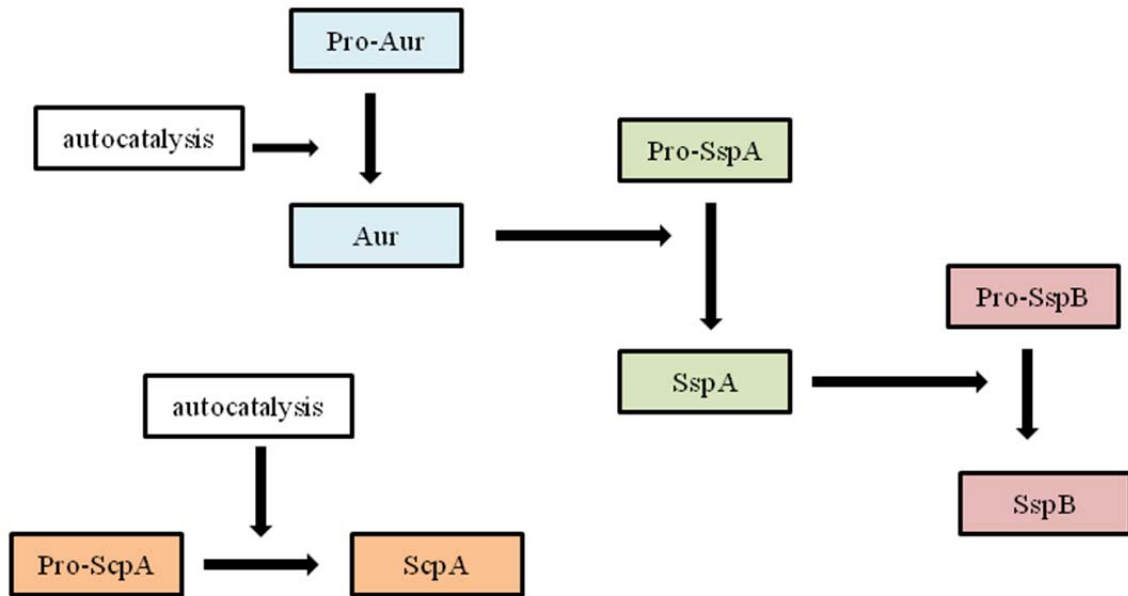 Pro-Aur
autocatalysis
Pro-SspA
Aur
Pro-SspB
SspA
autocatalysis
SspB
Pro-ScpA
ScpA